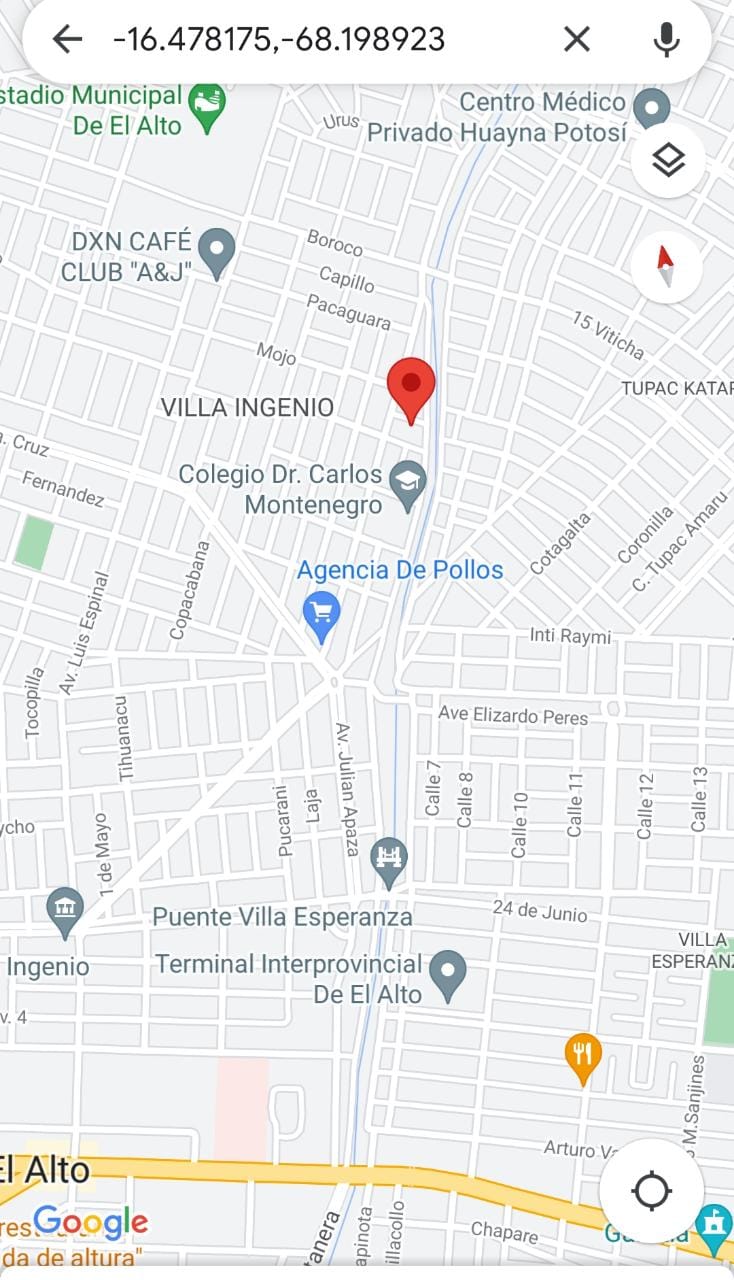 -16.478175,-68.198923
stadio Municipal
De El Alto
Centro Médico
Privado Huayna Potosí
Urus
DXN CAFÉ
CLUB "A&J"
Boroco
Capillo
Pacaguara
15 Viticha
Mojo
TUPAC KATAR
VILLA INGENIO
a. Cruz
Fernandez
Colegio Dr. Carlos
Montenegro
Cotagalta
Coronilla
C. Tupac Amaru
Copacabana
Agencia De Pollos
Av. Luis Espinal
Inti Raymi
Tocopilla
Tihuanacu
Ave Elizardo Peres
Av. Julian Apaza
Calle 7
Calle 8
Calle 10
Calle 11
Calle 12
Calle 13
Pucarani
Laja
ycho
1 de Mayo
24 de Junio
Puente Villa Esperanza
VILLA
ESPERANZ
Ingenio
Terminal Interprovincial
De El Alto
v. 4
M.Sanjines
Arturo Va
El Alto
Google
rest
da de altura"
tanera
apinota
illacollo
Chapare
Gu
a